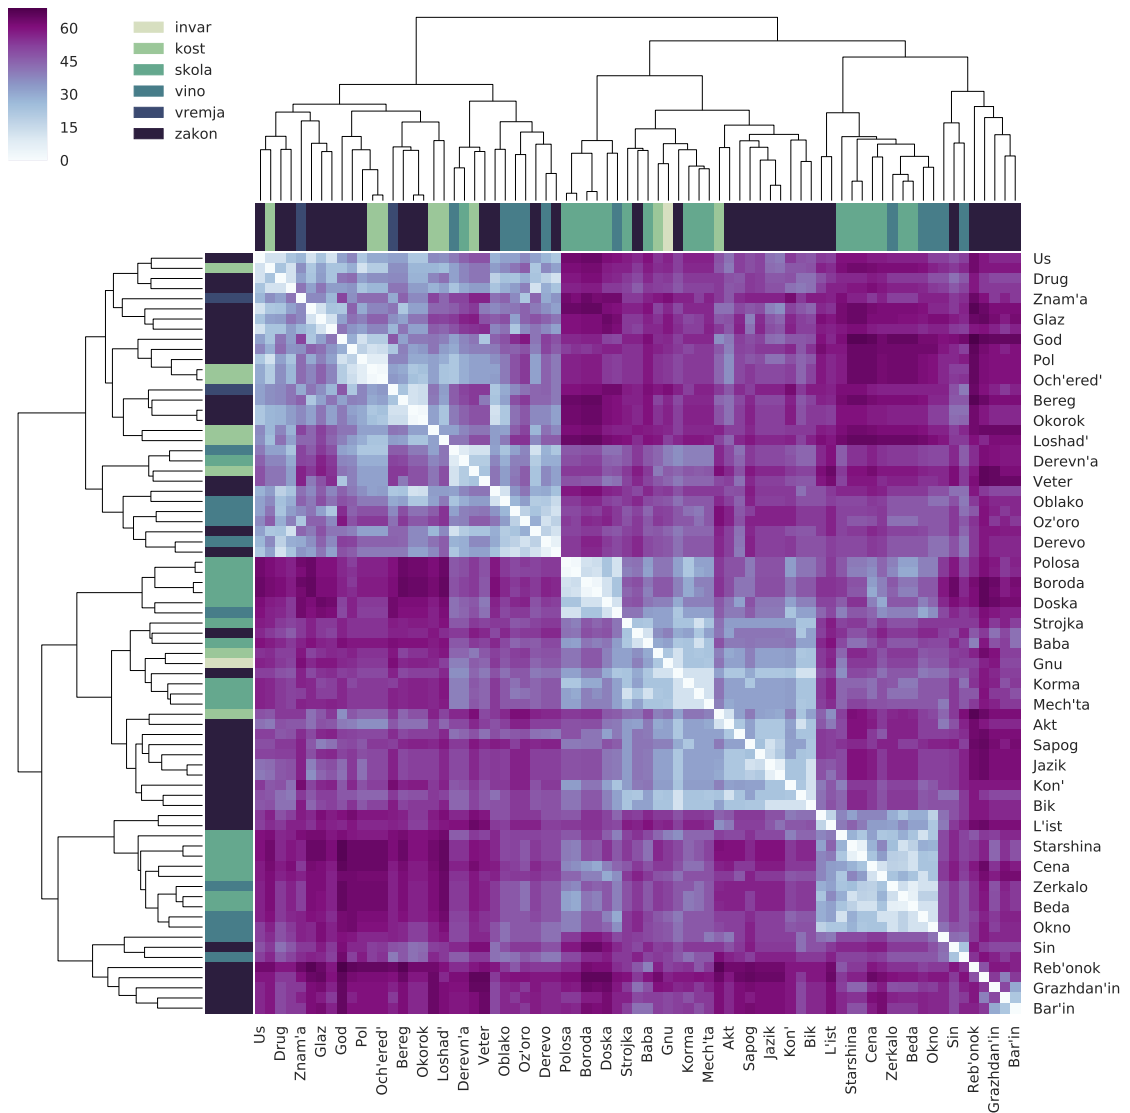 60
45
30
15
0
invar
kost
skola
vino
vremja
zakon
Us
Drug
Znam'a
Glaz
God
Pol
Och'ered'
Bereg
Okorok
Loshad'
Derevn'a
Veter
Oblako
Oz'oro
Derevo
Polosa
Boroda
Doska
Strojka
Baba
Gnu
Korma
Mech'ta
Akt
Sapog
Jazik
Kon'
Bik
L'ist
Starshina
Cena
Zerkalo
Beda
Okno
Sin
Reb'onok
Grazhdan'in
Bar'in
Us
Drug
Znam'a
Glaz
God
Pol
Och'ered'
Bereg
Okorok
Loshad'
Derevn'a
Veter
Oblako
Oz'oro
Derevo
Polosa
Boroda
Doska
Strojka
Baba
Gnu
Korma
Mech'ta
Akt
Sapog
Jazik
Kon'
Bik
L'ist
Starshina
Cena
Zerkalo
Beda
Okno
Sin
Reb'onok
Grazhdan'in
Bar'in